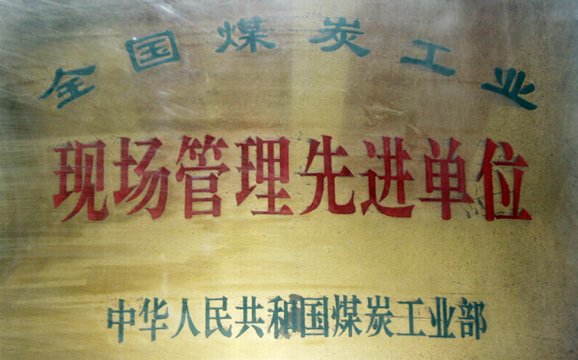 全国煤炭工业
现场管理先进单位
中华人民共和国煤炭工业部